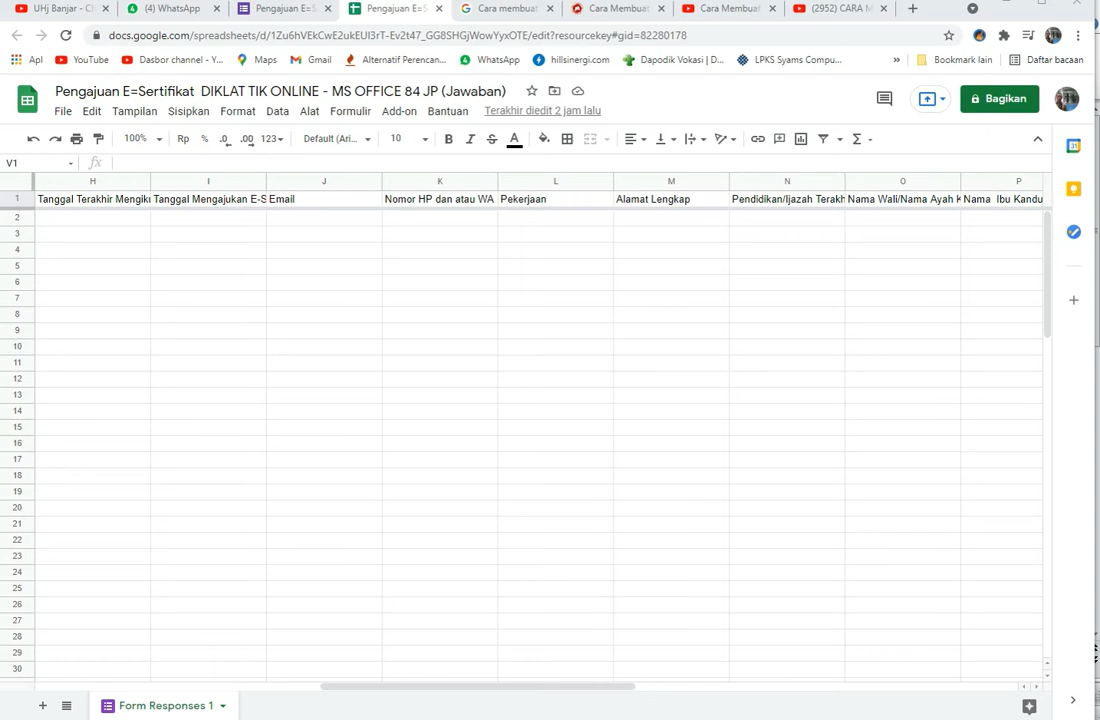 UHj Banjar - Ch
(4) WhatsApp
Pengajuan E=S
Pengajuan E=S
Cara membuat
Cara Membuat
Cara Membuat
(2952) CARA M
docs.google.com/spreadsheets/d/1Zu6hVEkCwE2ukEUI3rT-Ev2t47_GG8SHGjWowYyxOTE/edit?resourcekey#gid=82280178
Apl
YouTube
Dasbor channel - Y...
Maps
Gmail
Alternatif Perencan...
WhatsApp
hillsinergi.com
Dapodik Vokasi | D...
LPKS Syams Compu...
»
Bookmark lain
Daftar bacaan
Pengajuan E=Sertifikat DIKLAT TIK ONLINE - MS OFFICE 84 JP (Jawaban)
File Edit Tampilan Sisipkan Format Data Alat Formulir Add-on Bantuan Terakhir diedit 2 jam lalu
Bagikan
100% Rp % .0 .00 123 Default (Ari... 10 B I S A
V1 fx
H I J K L M N O P
1 Tanggal Terakhir Mengiku Tanggal Mengajukan E-S Email Nomor HP dan atau WA Pekerjaan Alamat Lengkap Pendidikan/Ijazah Terakh Nama Wali/Nama Ayah K Nama Ibu Kandu
2
3
4
5
6
7
8
9
10
11
12
13
14
15
16
17
18
19
20
21
22
23
24
25
26
27
28
29
30
Form Responses 1
31